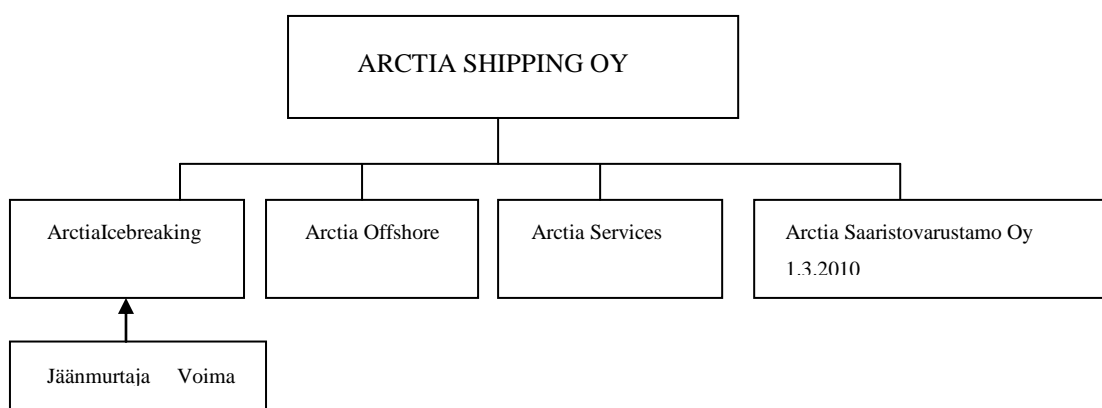 ARCTIA SHIPPING OY
ArctiaIcebreaking
Arctia Offshore
Arctia Services
Arctia Saaristovarustamo Oy
1.3.2010
Jäänmurtaja Voima